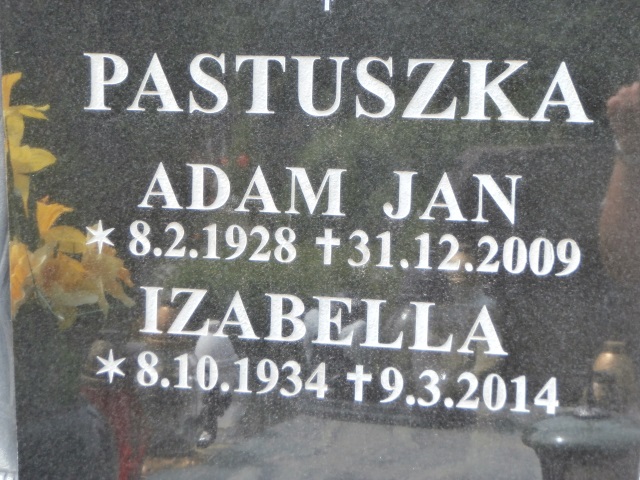 PASTUSZKA
ADAM JAN
* 8.2.1928 ✝ 31.12.2009
IZABELLA
* 8.10.1934 ✝ 9.3.2014